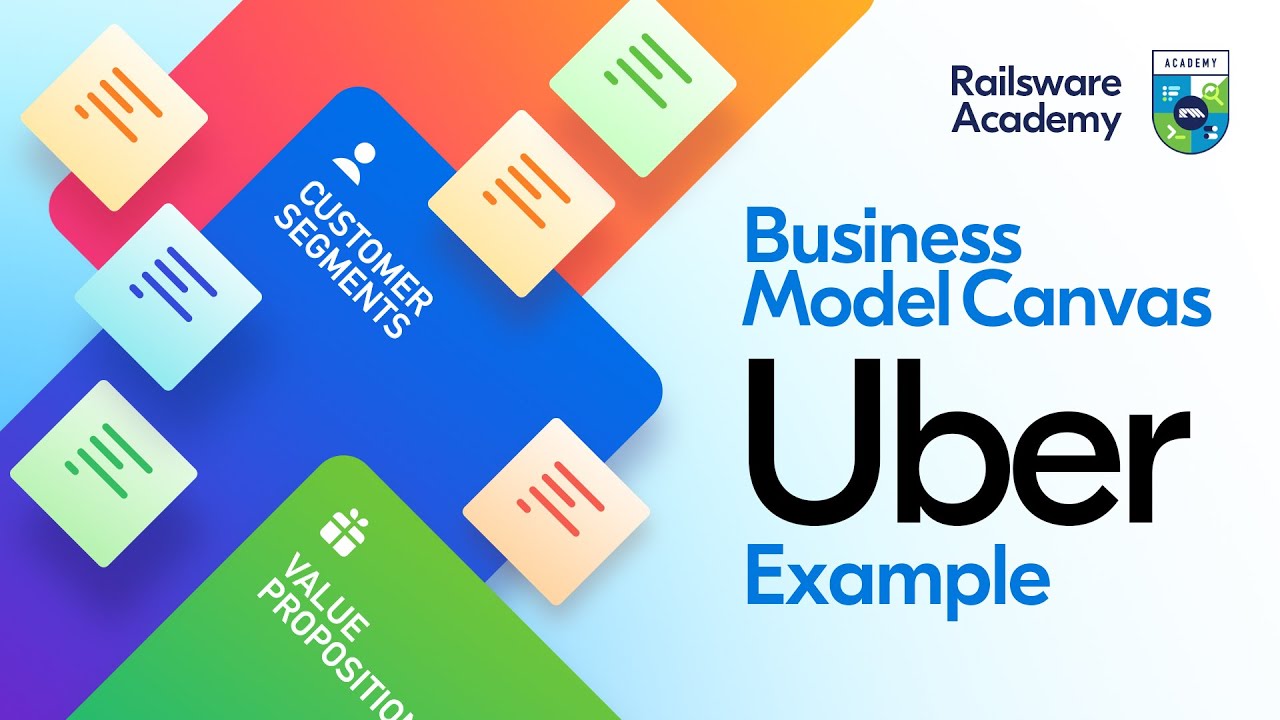 Railsware
Academy
ACADEMY
CUSTOMER
SEGMENTS
Business
Model Canvas
Uber
Example
VALUE
PROPOSITION